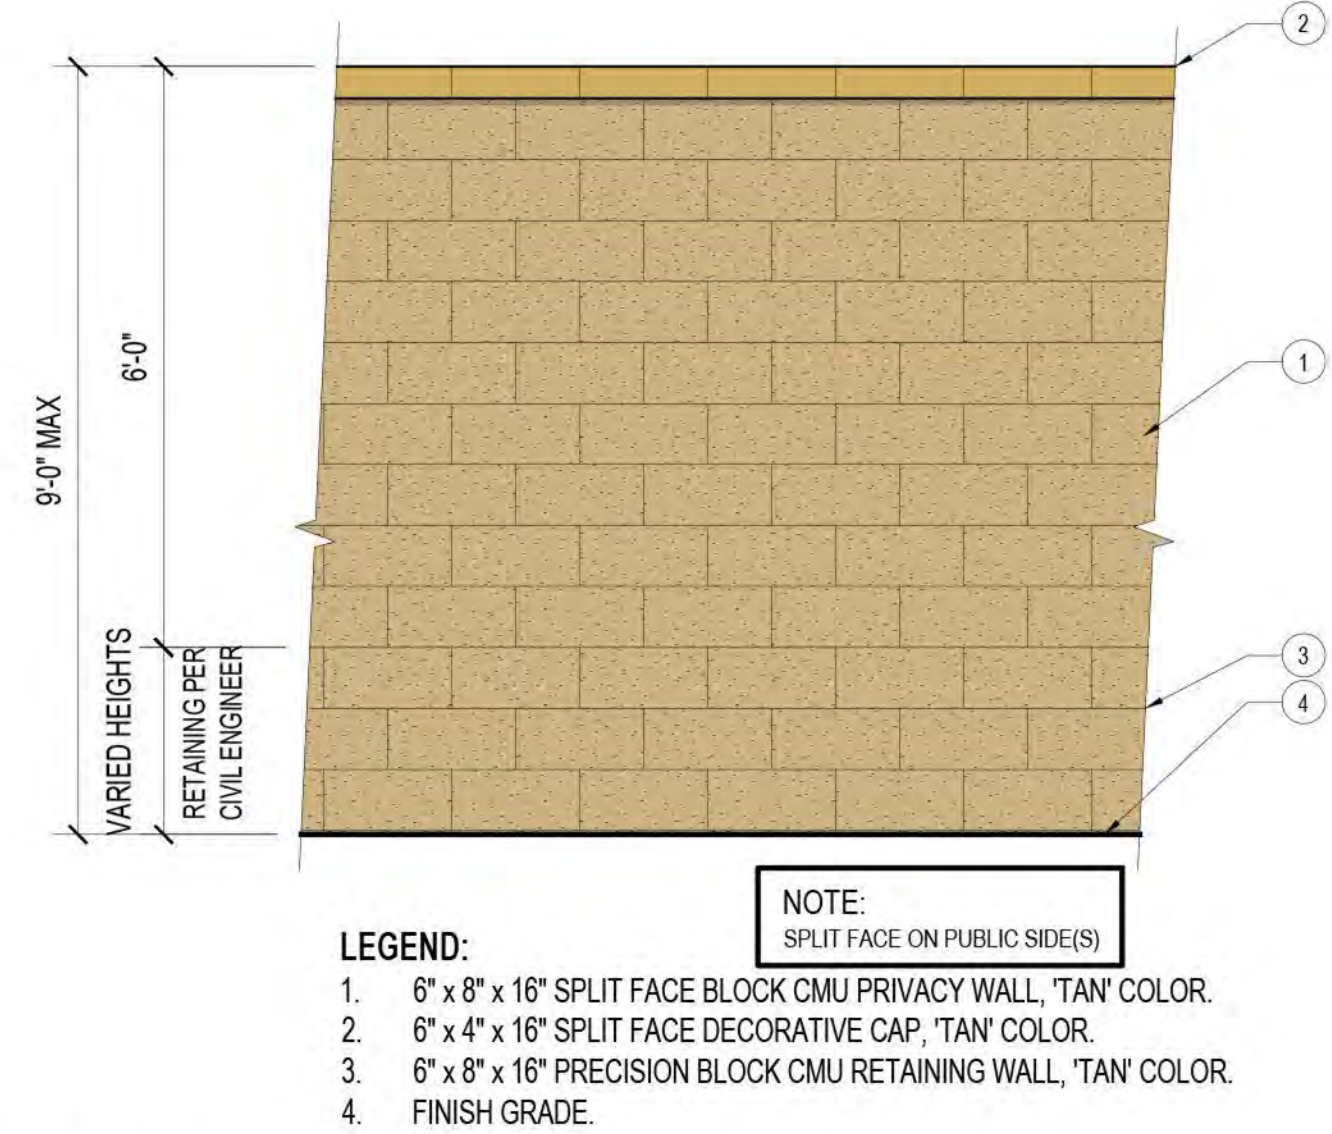 2
9'-0" MAX
6'-0"
1
VARIED HEIGHTS
RETAINING PER
CIVIL ENGINEER
3
4
NOTE:
SPLIT FACE ON PUBLIC SIDE(S)
LEGEND:
1. 6" x 8" x 16" SPLIT FACE BLOCK CMU PRIVACY WALL, 'TAN' COLOR.
2. 6" x 4" x 16" SPLIT FACE DECORATIVE CAP, 'TAN' COLOR.
3. 6" x 8" x 16" PRECISION BLOCK CMU RETAINING WALL, 'TAN' COLOR.
4. FINISH GRADE.